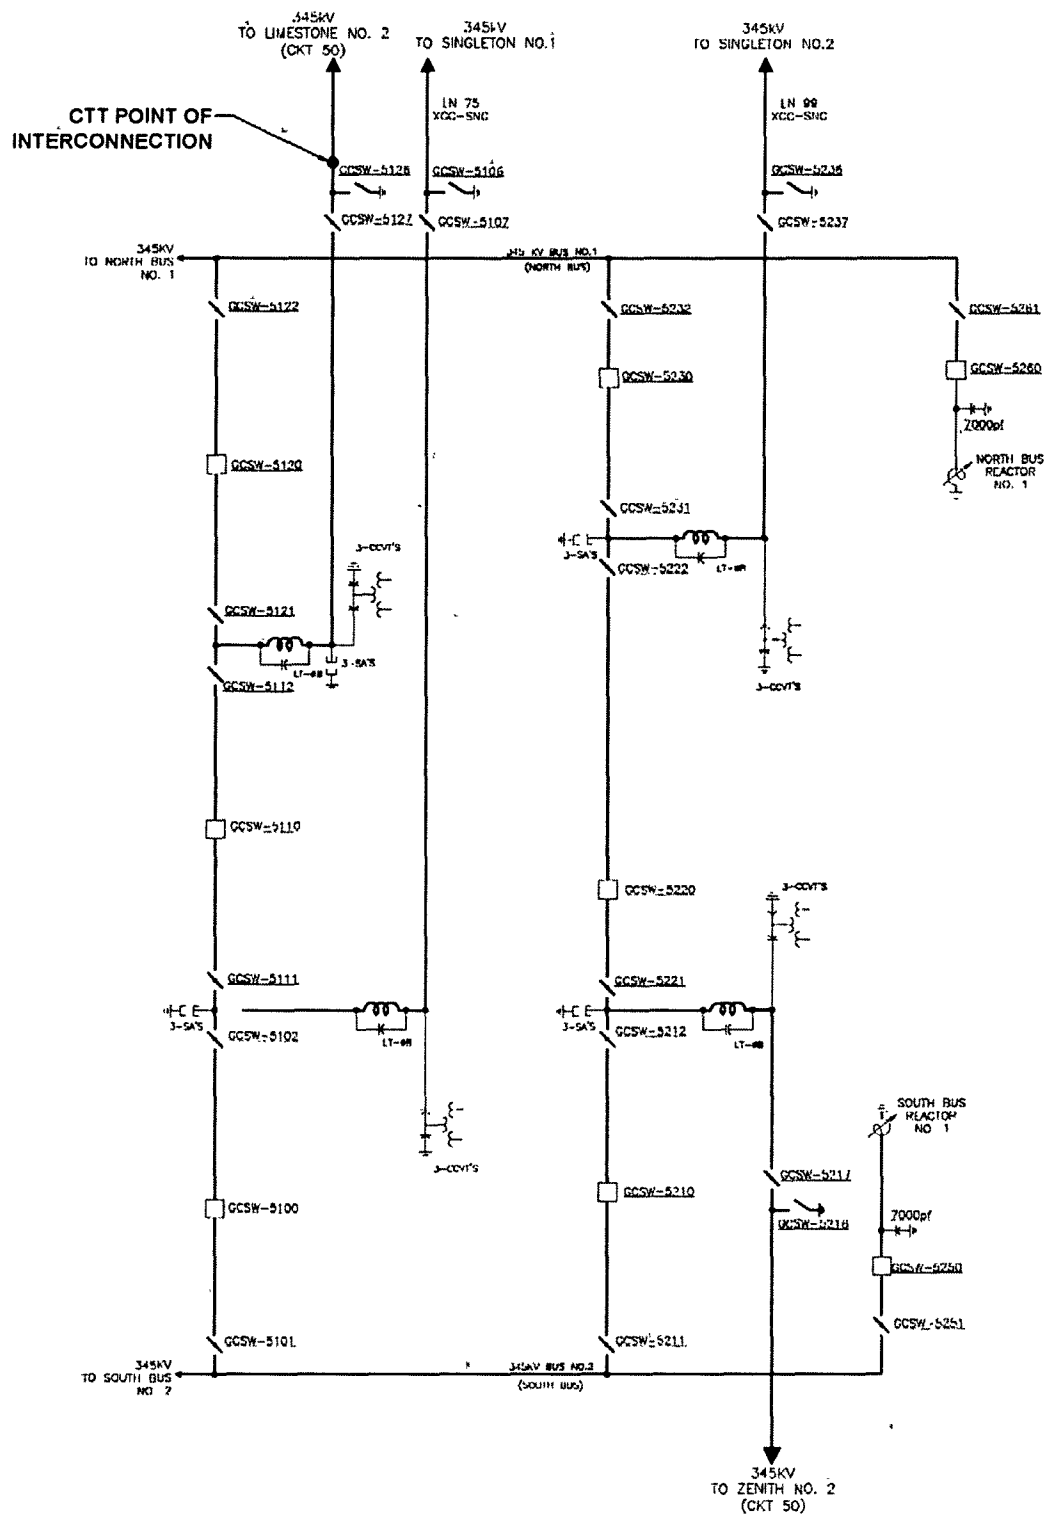 345kV
TO LIMESTONE NO. 2
(CKT 50)
345kV
TO SINGLETON NO.1
345kV
TO SINGLETON NO.2
CTT POINT OF
INTERCONNECTION
LN 75
XGC-SNG
LN 99
XGC-SNG
GCSW-5126
GCSW-5106
GCSW-5236
GCSW-5127
GCSW-5107
GCSW-5237
345KV
TO NORTH BUS
NO. 1
345 KV BUS NO.1
(NORTH BUS)
GCSW-5122
GCSW-5232
GCSW-5261
GCSW-5230
GCSW-5260
7000pf
GCSW-5120
NORTH BUS
REACTOR
NO. 1
GCSW-5231
3-SA'S
GCSW-5222
3-CCVT'S
GCSW-5121
3-SA'S
GCSW-5112
3-CCVT'S
GCSW-5110
GCSW-5220
3-CCVT'S
GCSW-5111
GCSW-5221
3-SA'S
GCSW-5102
3-SA'S
GCSW-5212
SOUTH BUS
REACTOR
NO. 1
3-CCVT'S
GCSW-5217
GCSW-5100
GCSW-5210
GCSW-5216
7000pf
GCSW-5250
GCSW-5251
GCSW-5101
GCSW-5211
345KV
TO SOUTH BUS
NO. 2
345KV BUS NO.2
(SOUTH BUS)
345KV
TO ZENITH NO. 2
(CKT 50)